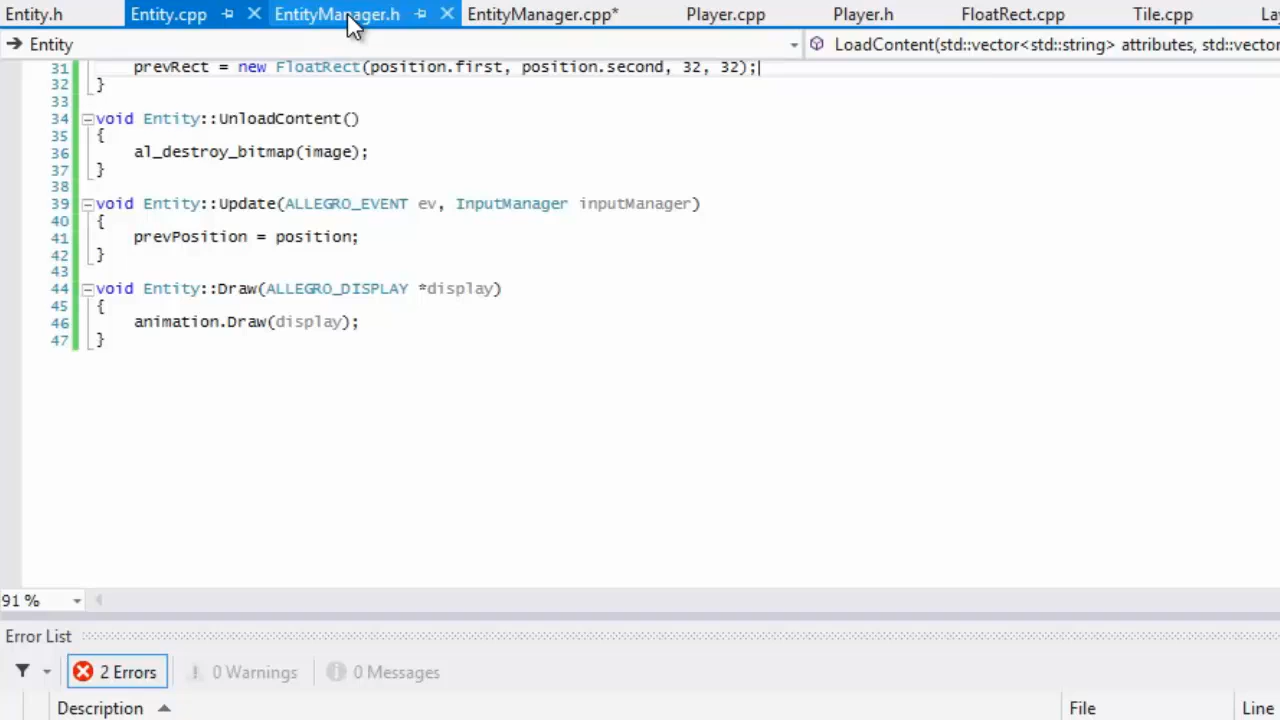 Entity.h Entity.cpp EntityManager.h EntityManager.cpp* Player.cpp Player.h FloatRect.cpp Tile.cpp La
Entity LoadContent(std::vector<std::string> attributes, std::vector
31 prevRect = new FloatRect(position.first, position.second, 32, 32);
32 }
33
34 void Entity::UnloadContent()
35 {
36 al_destroy_bitmap(image);
37 }
38
39 void Entity::Update(ALLEGRO_EVENT ev, InputManager inputManager)
40 {
41 prevPosition = position;
42 }
43
44 void Entity::Draw(ALLEGRO_DISPLAY *display)
45 {
46 animation.Draw(display);
47 }
91 %
Error List
2 Errors 0 Warnings 0 Messages
Description File Line